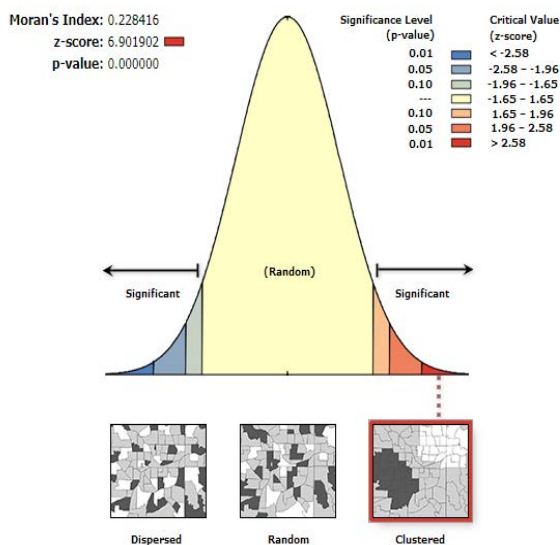 Moran's Index: 0.228416
z-score: 6.901902
p-value: 0.000000
Significance Level
(p-value)
Critical Value
(z-score)
0.01 < -2.58
0.05 -2.58 – -1.96
0.10 -1.96 – -1.65
--- -1.65 – 1.65
0.10 1.65 – 1.96
0.05 1.96 – 2.58
0.01 > 2.58
(Random)
Significant
Significant
Dispersed
Random
Clustered